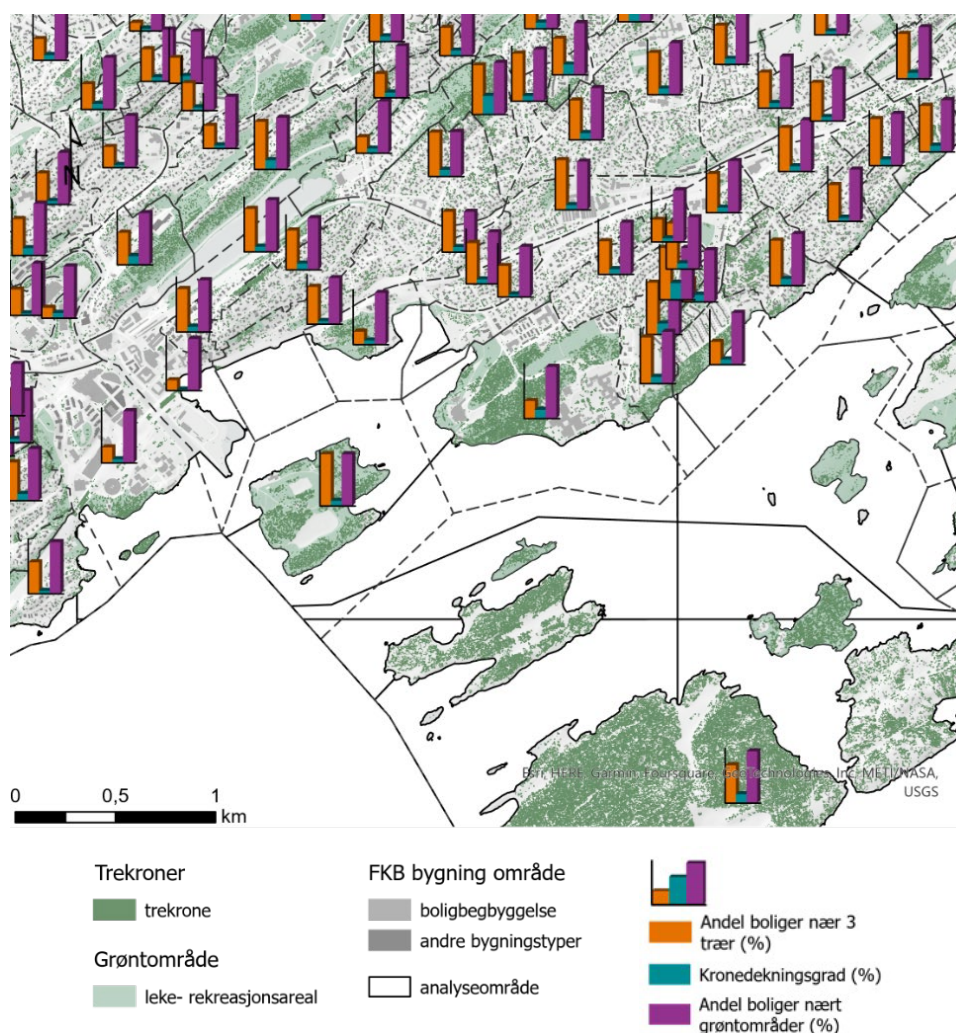 N
Esri, HERE, Garmin, Foursquare, GeoTechnologies, Inc, METI/NASA,
USGS
0 0,5 1
km
Trekroner
trekrone
Grøntområde
leke- rekreasjonsareal
FKB bygning område
boligbegbyggelse
andre bygningstyper
analyseområde
Andel boliger nær 3
trær (%)
Kronedekningsgrad (%)
Andel boliger nært
grøntområder (%)